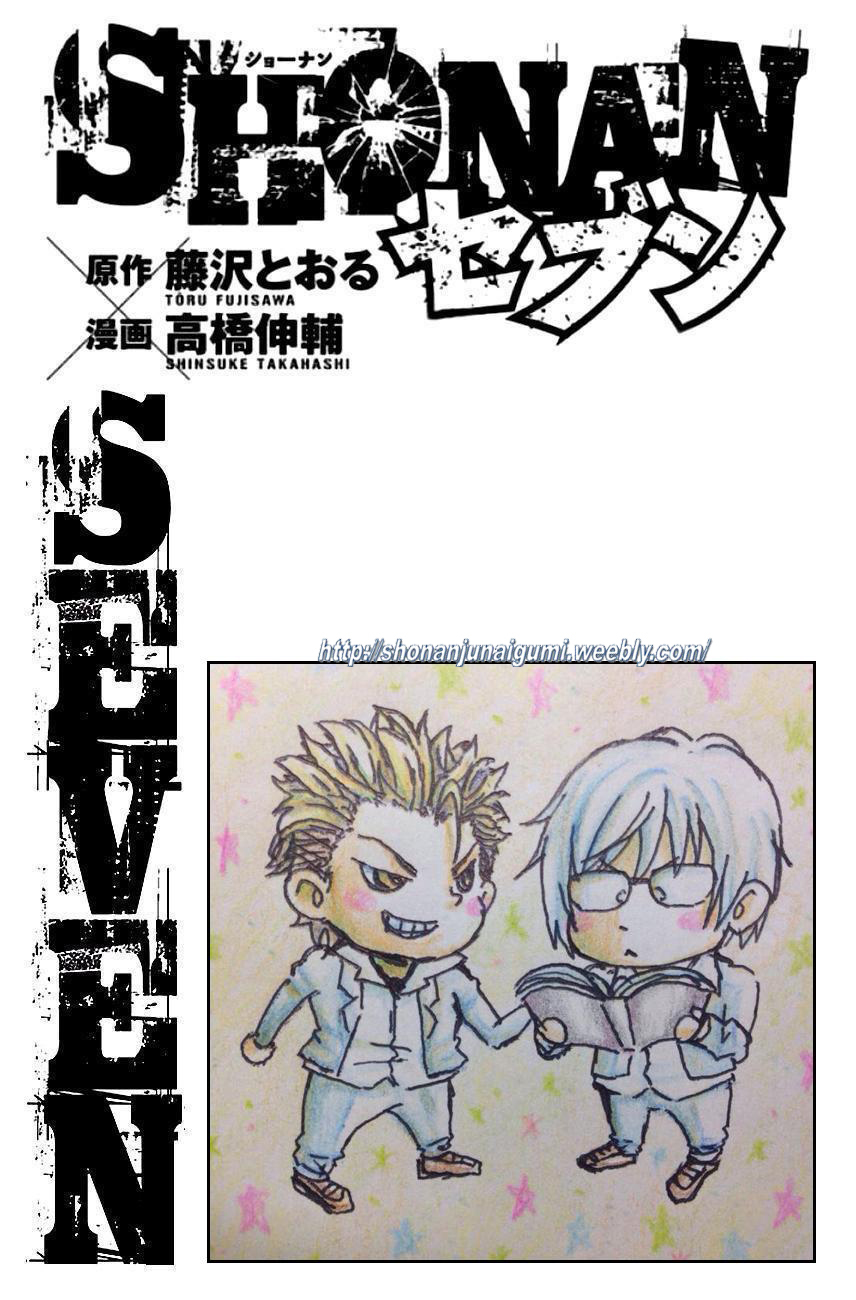 ショーナン
SHONAN
セブン
原作 藤沢とおる
TŌRU FUJISAWA
漫画 高橋伸輔
SHINSUKE TAKAHASHI
SEVEN
http://shonanjunaigumi.weebly.com/